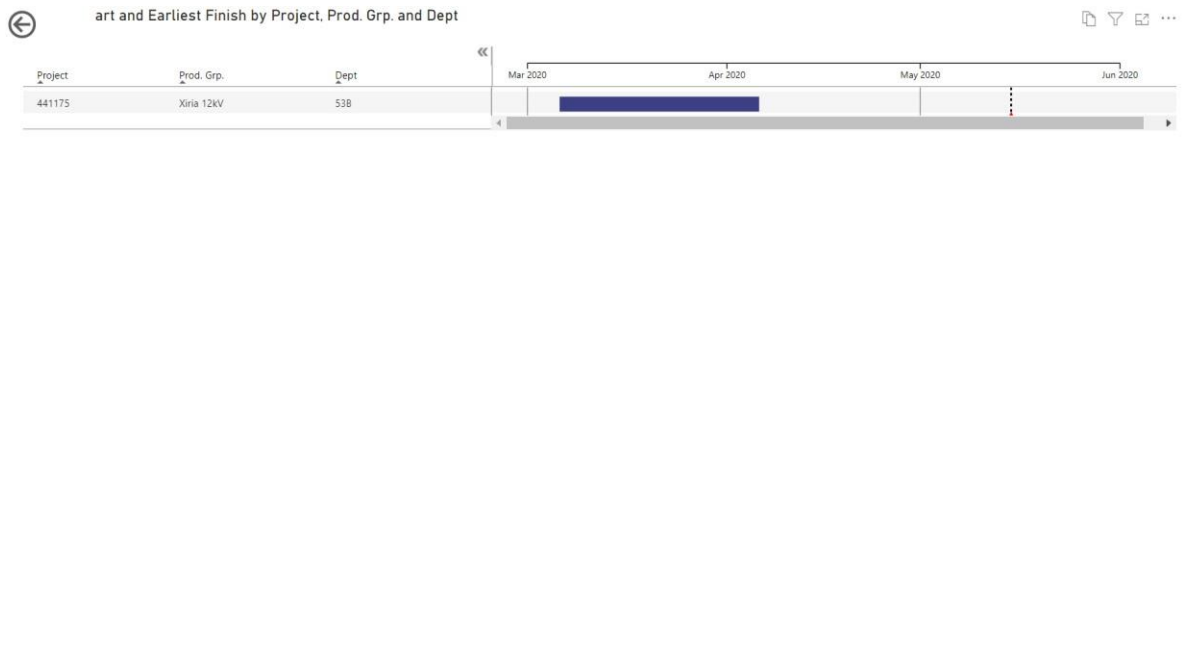 art and Earliest Finish by Project, Prod. Grp. and Dept
Project Prod. Grp. Dept Mar 2020 Apr 2020 May 2020 Jun 2020
441175 Xiria 12kV 53B